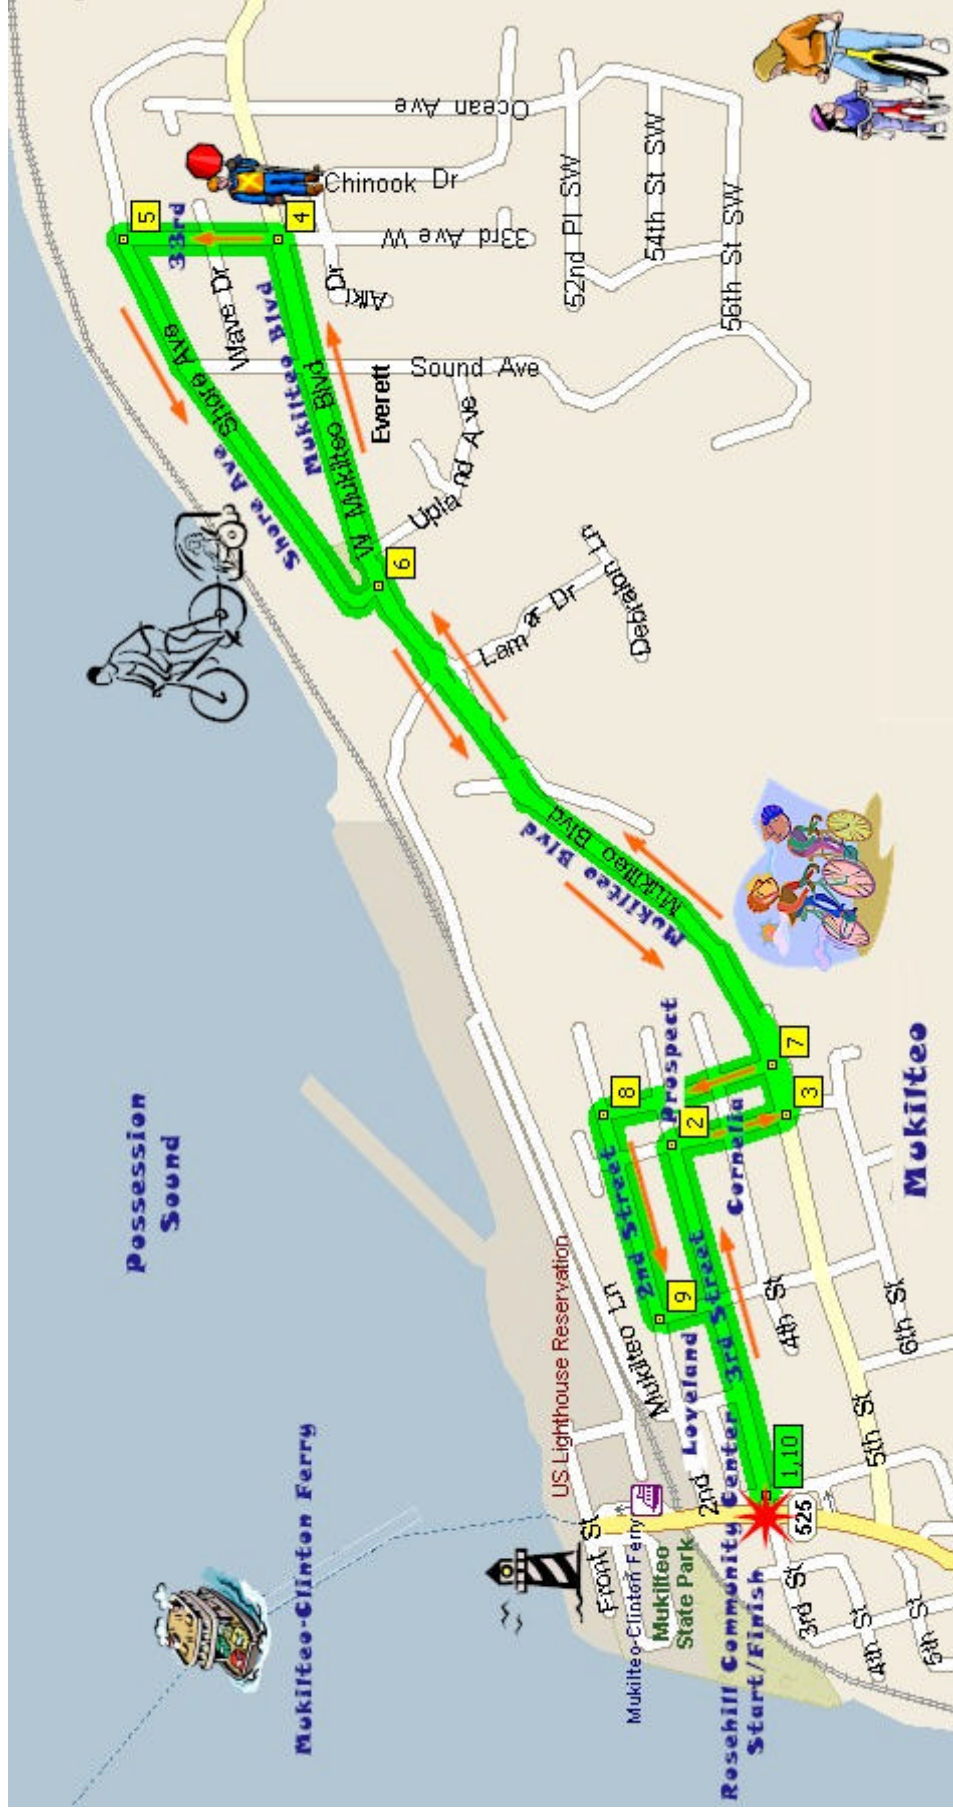 Possession
Sound
Mukilteo-Clinton Ferry
US Lighthouse Reservation
Mukilteo-Clinton Ferry
Mukilteo
State Park
Front St
Mukilteo Ln
2nd
Loveland
Rosehill Community Center
Start/Finish
525
1,10
3rd St
4th St
5th St
5th St
4th St
6th St
3rd Street
2nd Street
Cornelia
Prospect
Mukilteo
2
3
7
8
9
Mukilteo Blvd
Mukilteo Blvd
Lamar Dr
Debralon Ln
6
Upland Ave
Everett
W Mukilteo Blvd
Mukilteo Blvd
Shore Ave
Shore Ave
Sound Ave
Wave Dr
Alki Dr
33rd
4
5
33rd Ave W
Chinook Dr
Ocean Ave
52nd Pl SW
54th St SW
56th St SW